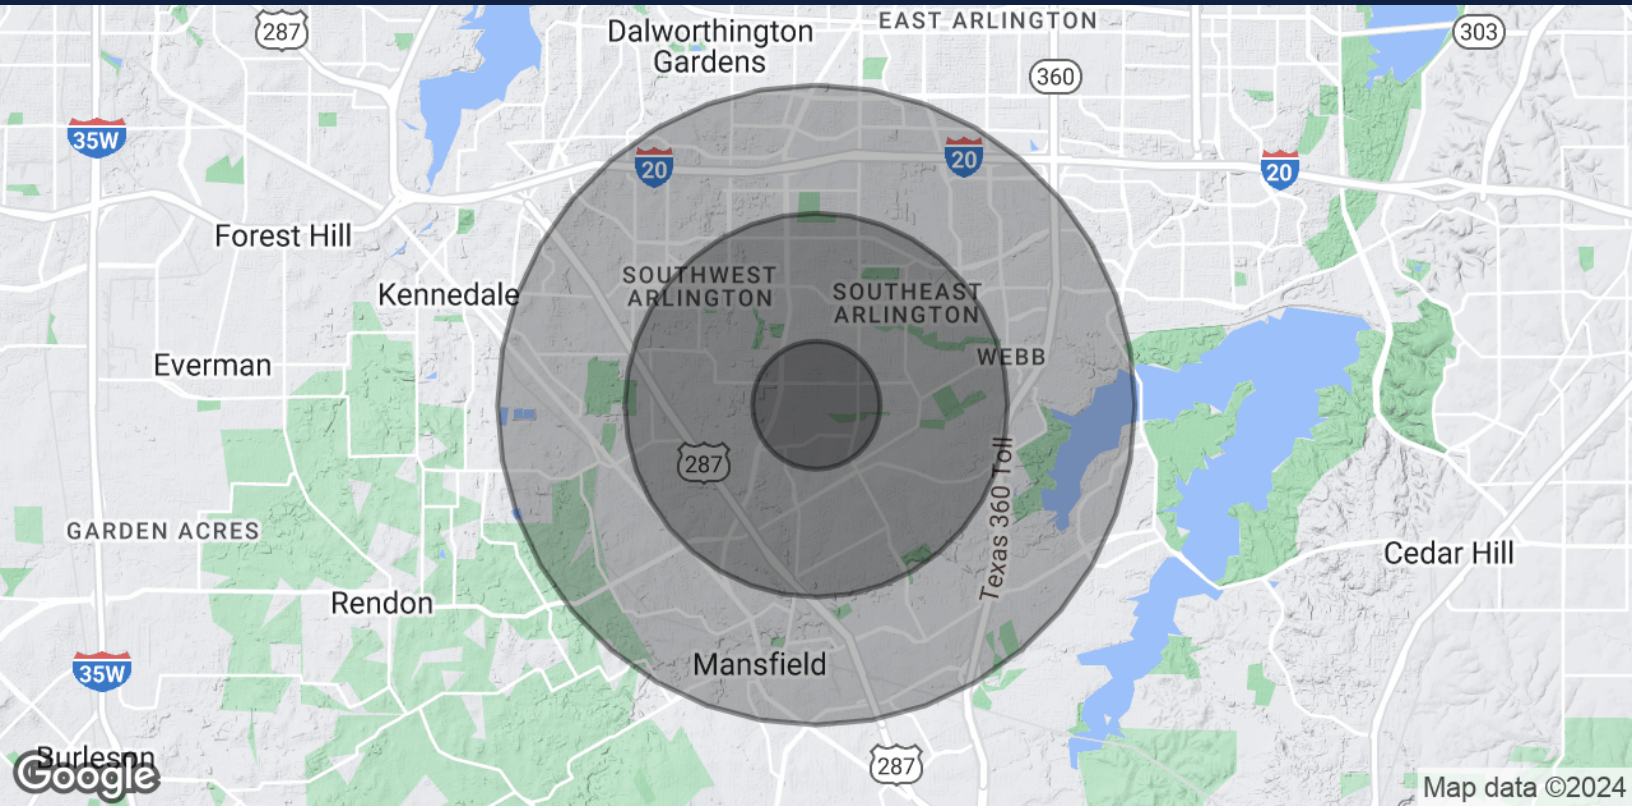 287
Dalworthington
Gardens
EAST ARLINGTON
303
360
35W
20
20
20
Forest Hill
SOUTHWEST
ARLINGTON
SOUTHEAST
ARLINGTON
Kennedale
WEBB
Everman
287
Texas 360 Toll
GARDEN ACRES
Cedar Hill
Rendon
Mansfield
35W
Burleson
287
Google
Map data ©2024